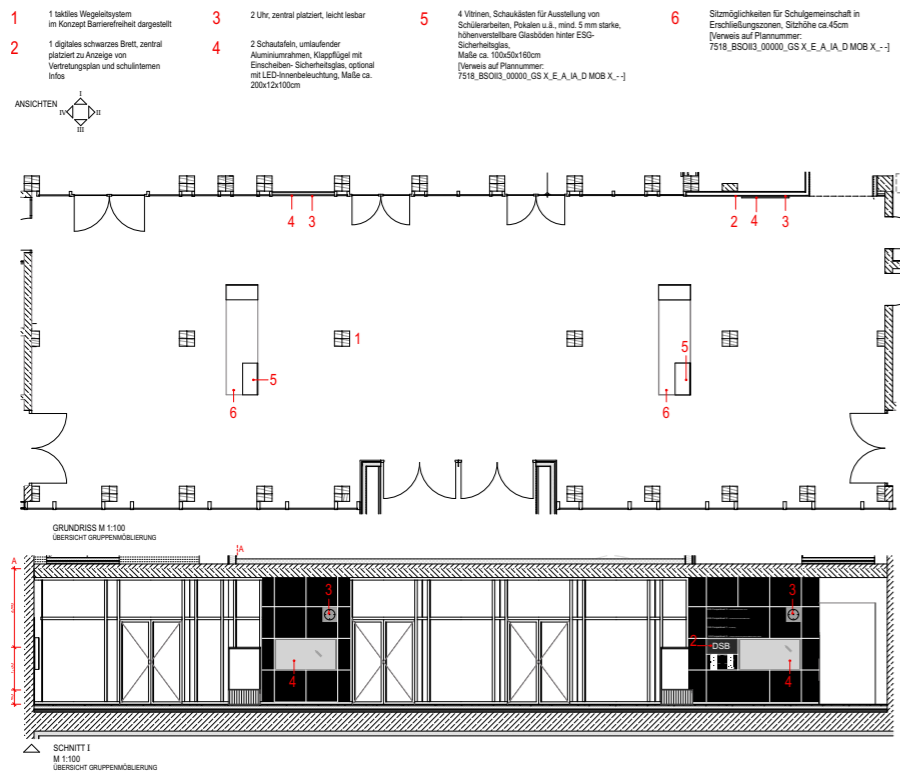 1
1 taktiles Wegeleitsystem
im Konzept Barrierefreiheit dargestellt
2
1 digitales schwarzes Brett, zentral
platziert zu Anzeige von
Vertretungsplan und schulinternen
Infos
3
2 Uhr, zentral platziert, leicht lesbar
4
2 Schautafeln, umlaufender
Aluminiumrahmen, Klappflügel mit
Einscheiben- Sicherheitsglas, optional
mit LED-Innenbeleuchtung, Maße ca.
200x12x100cm
5
4 Vitrinen, Schaukästen für Ausstellung von
Schülerarbeiten, Pokalen u.ä., mind. 5 mm starke,
höhenverstellbare Glasböden hinter ESG-
Sicherheitsglas,
Maße ca. 100x50x160cm
[Verweis auf Plannummer:
7518_BSOII3_00000_GS X_E_A_IA_D MOB X_- -]
6
Sitzmöglichkeiten für Schulgemeinschaft in
Erschließungszonen, Sitzhöhe ca.45cm
[Verweis auf Plannummer:
7518_BSOII3_00000_GS X_E_A_IA_D MOB X_- -]
ANSICHTEN
I
IV II
III
4 3
2 4 3
1
5
5
6
6
GRUNDRISS M 1:100
ÜBERSICHT GRUPPENMÖBLIERUNG
A
A
3
3
2
DSB
4
4
SCHNITT I
M 1:100
ÜBERSICHT GRUPPENMÖBLIERUNG